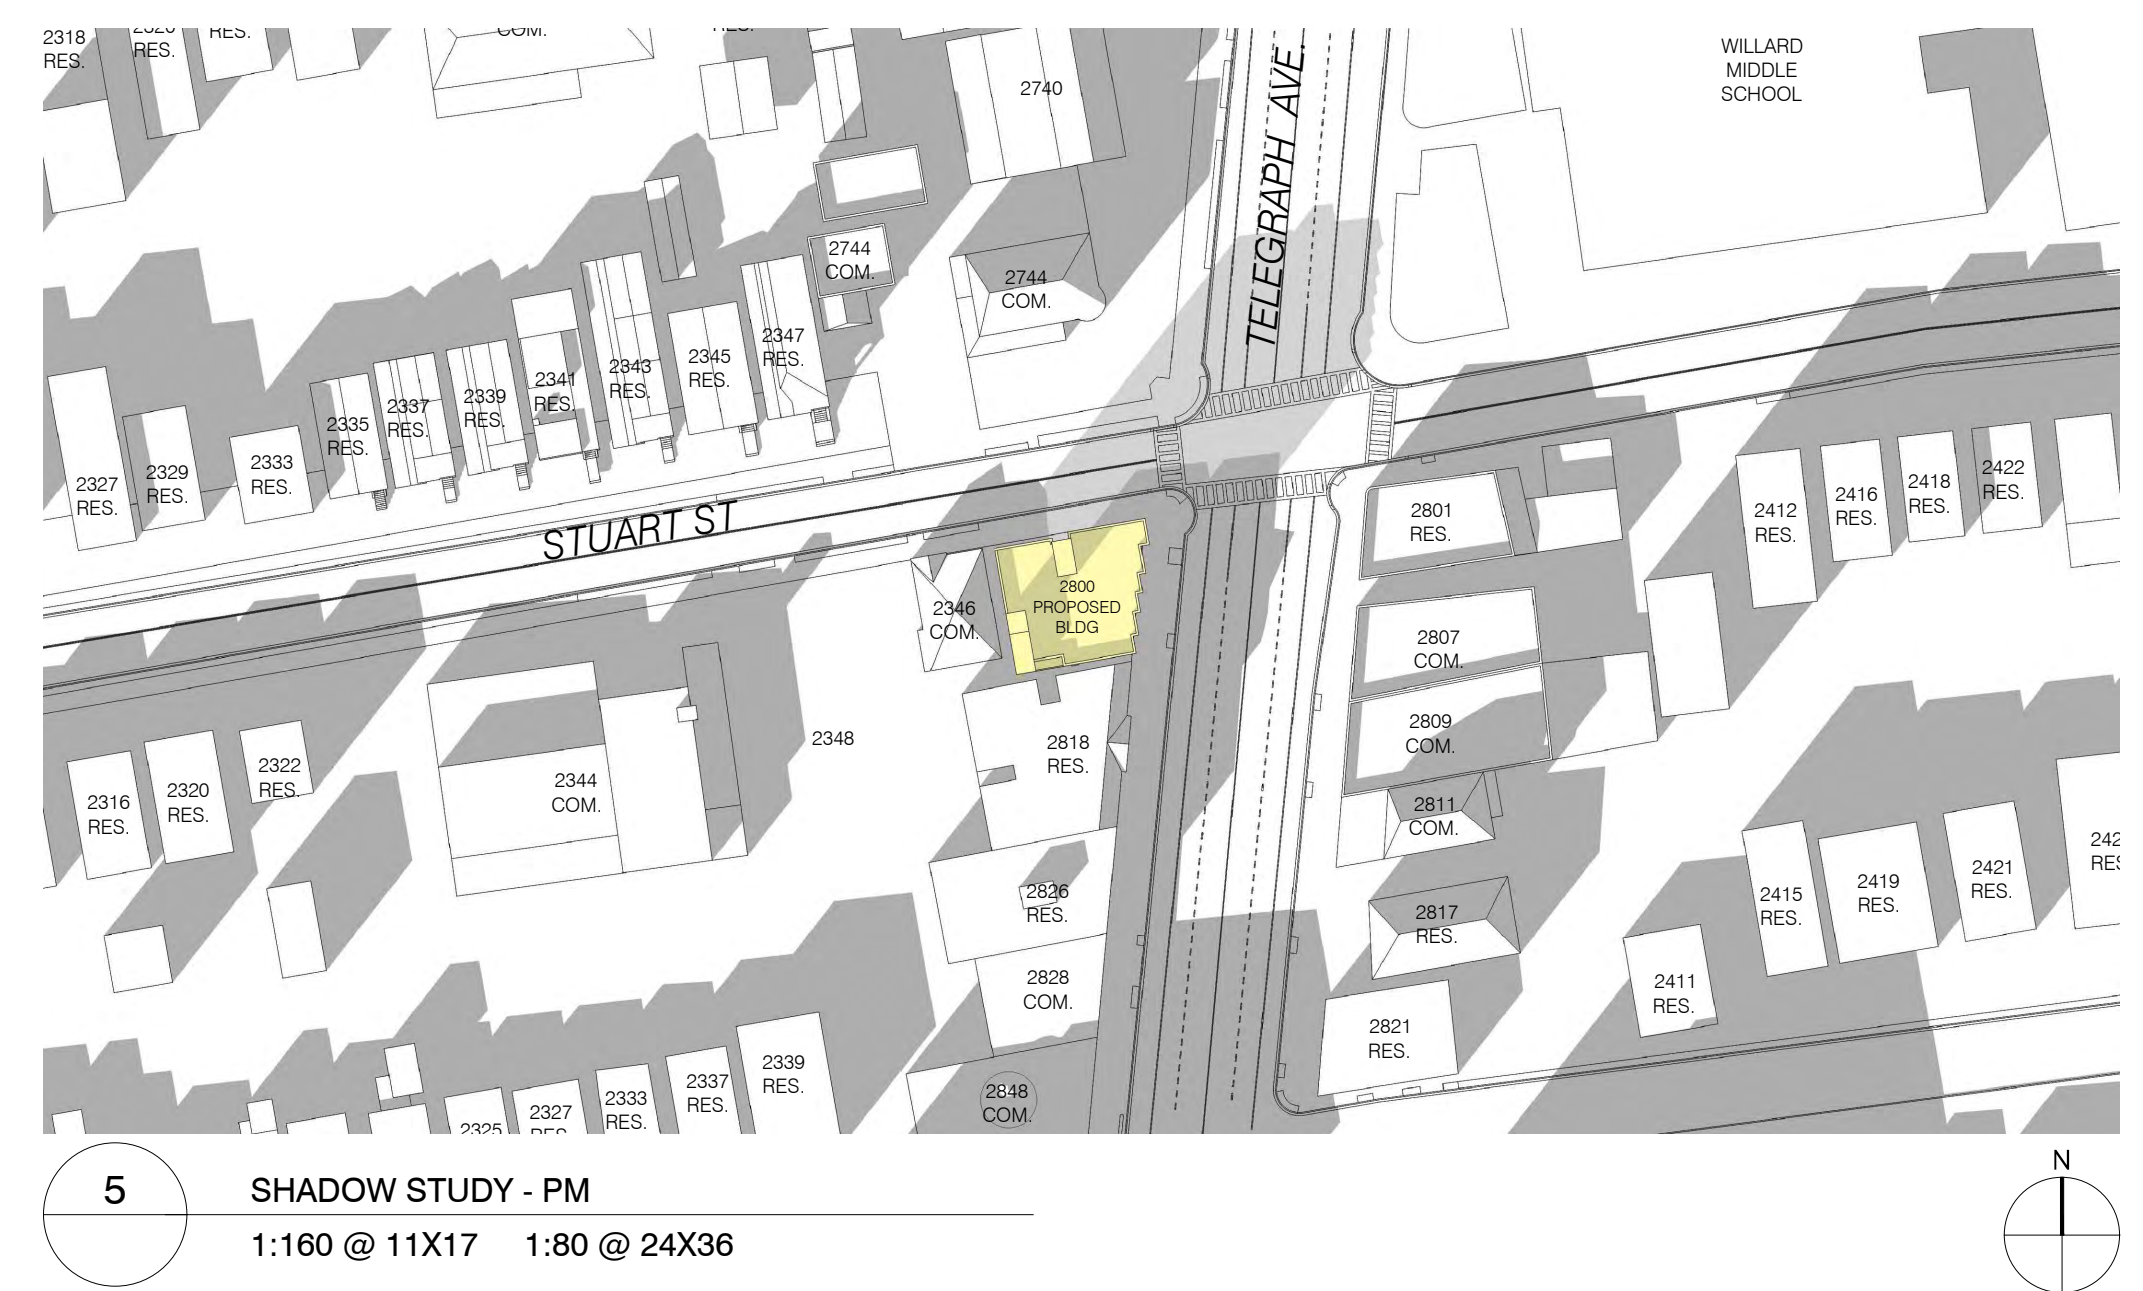 2318
RES.
RES.
COM.
2740
TELEGRAPH AVE.
WILLARD
MIDDLE
SCHOOL
2744
COM.
2744
COM.
2347
RES.
2345
RES.
2343
RES.
2341
RES.
2339
RES.
2337
RES.
2335
RES.
2333
RES.
2329
RES.
2327
RES.
STUART ST
2801
RES.
2412
RES.
2416
RES.
2418
RES.
2422
RES.
2346
COM.
2800
PROPOSED
BLDG
2807
COM.
2809
COM.
2348
2818
RES.
2344
COM.
2322
RES.
2320
RES.
2316
RES.
2811
COM.
2826
RES.
2817
RES.
2415
RES.
2419
RES.
2421
RES.
242
RES
2828
COM.
2411
RES.
2821
RES.
2339
RES.
2337
RES.
2333
RES.
2327
RES.
2325
2848
COM.
5
SHADOW STUDY - PM
1:160 @ 11X17 1:80 @ 24X36
N